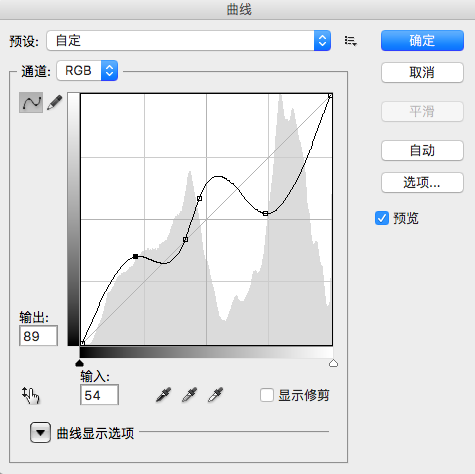 曲线
预设: 自定
确定
通道: RGB
取消
平滑
自动
选项...
预览
输出:
89
输入:
54
显示修剪
曲线显示选项